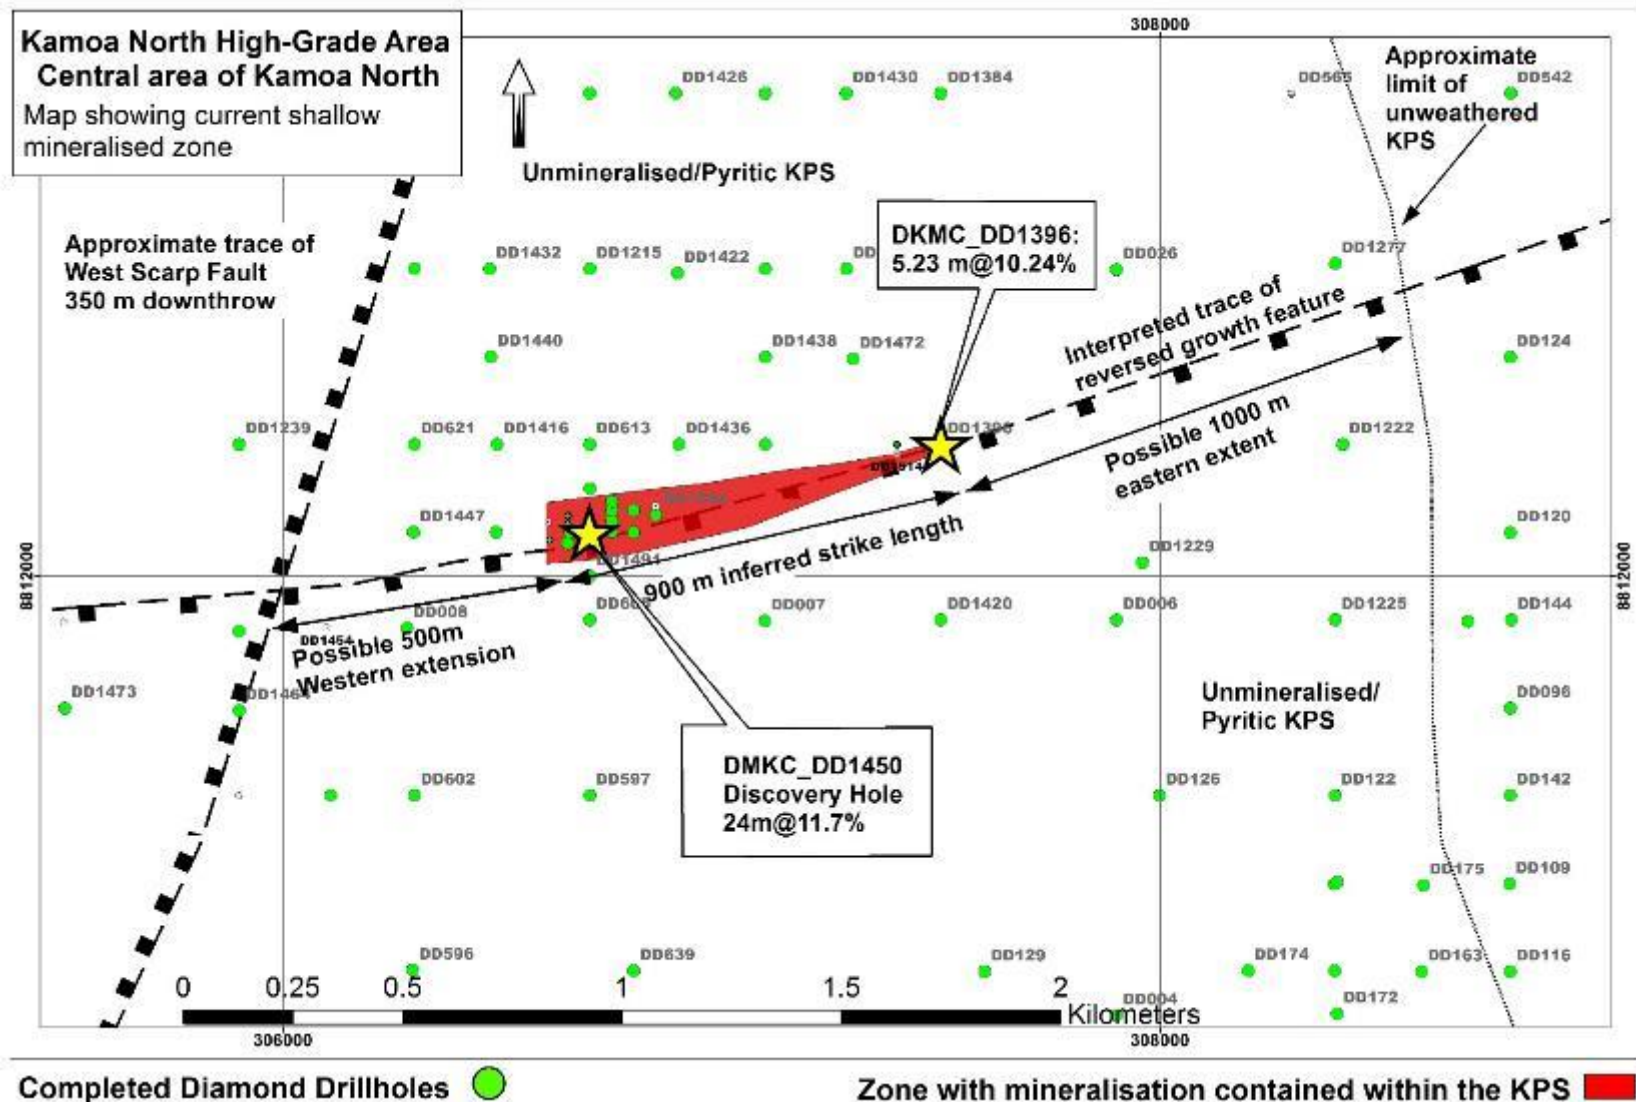 Kamoa North High-Grade Area
Central area of Kamoa North
Map showing current shallow
mineralised zone
308000
DD1426
DD1430
DD1384
DD565
Approximate
limit of
unweathered
KPS
DD542
Unmineralised/Pyritic KPS
Approximate trace of
West Scarp Fault
350 m downthrow
DKMC_DD1396:
5.23 m@10.24%
DD1432
DD1215
DD1422
DD
DD026
DD1277
Interpreted trace of
reversed growth feature
DD1440
DD1438
DD1472
DD124
DD1239
DD621
DD1416
DD613
DD1436
DD1396
DD1222
Possible 1000 m
eastern extent
DD1447
DD1491
DD120
DD1229
900 m inferred strike length
8812000
8812000
DD008
DD007
DD1420
DD006
DD1225
DD144
DD1454
Possible 500m
Western extension
DD1473
DD1464
Unmineralised/
Pyritic KPS
DD096
DMKC_DD1450
Discovery Hole
24m@11.7%
DD602
DD597
DD126
DD122
DD142
DD175
DD109
DD596
DD639
DD129
DD174
DD163
DD116
0 0.25 0.5 1 1.5 2
Kilometers
DD004
DD172
306000
308000
Completed Diamond Drillholes
Zone with mineralisation contained within the KPS